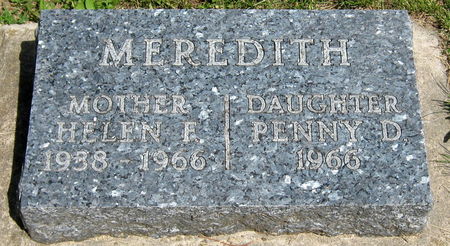 MEREDITH
MOTHER DAUGHTER
HELEN F. PENNY D.
1938 - 1966 1966